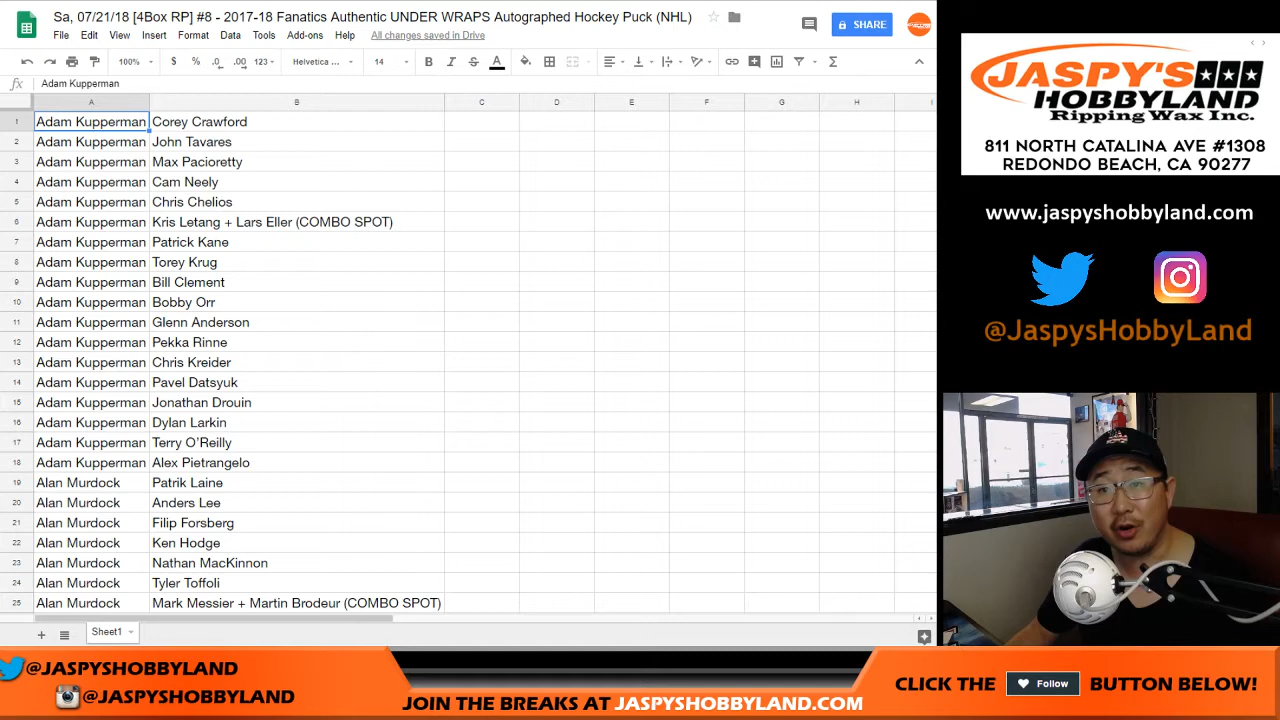 Sa, 07/21/18 [4Box RP] #8 - 2017-18 Fanatics Authentic UNDER WRAPS Autographed Hockey Puck (NHL)
SHARE
File Edit View Insert Format Data Tools Add-ons Help All changes saved in Drive
100% $ % .0 .00 123 Helvetica ... 14 B I S A
fx Adam Kupperman
A B C D E F G H I
1 Adam Kupperman Corey Crawford
2 Adam Kupperman John Tavares
3 Adam Kupperman Max Pacioretty
4 Adam Kupperman Cam Neely
5 Adam Kupperman Chris Chelios
6 Adam Kupperman Kris Letang + Lars Eller (COMBO SPOT)
7 Adam Kupperman Patrick Kane
8 Adam Kupperman Torey Krug
9 Adam Kupperman Bill Clement
10 Adam Kupperman Bobby Orr
11 Adam Kupperman Glenn Anderson
12 Adam Kupperman Pekka Rinne
13 Adam Kupperman Chris Kreider
14 Adam Kupperman Pavel Datsyuk
15 Adam Kupperman Jonathan Drouin
16 Adam Kupperman Dylan Larkin
17 Adam Kupperman Terry O'Reilly
18 Adam Kupperman Alex Pietrangelo
19 Alan Murdock Patrik Laine
20 Alan Murdock Anders Lee
21 Alan Murdock Filip Forsberg
22 Alan Murdock Ken Hodge
23 Alan Murdock Nathan MacKinnon
24 Alan Murdock Tyler Toffoli
25 Alan Murdock Mark Messier + Martin Brodeur (COMBO SPOT)
Sheet1
JASPY'S
HOBBYLAND
Ripping Wax Inc.
811 NORTH CATALINA AVE #1308
REDONDO BEACH, CA 90277
www.jaspyshobbyland.com
@JaspysHobbyLand
@JASPYSHOBBYLAND
@JASPYSHOBBYLAND
JOIN THE BREAKS AT JASPYSHOBBYLAND.COM
CLICK THE Follow BUTTON BELOW!